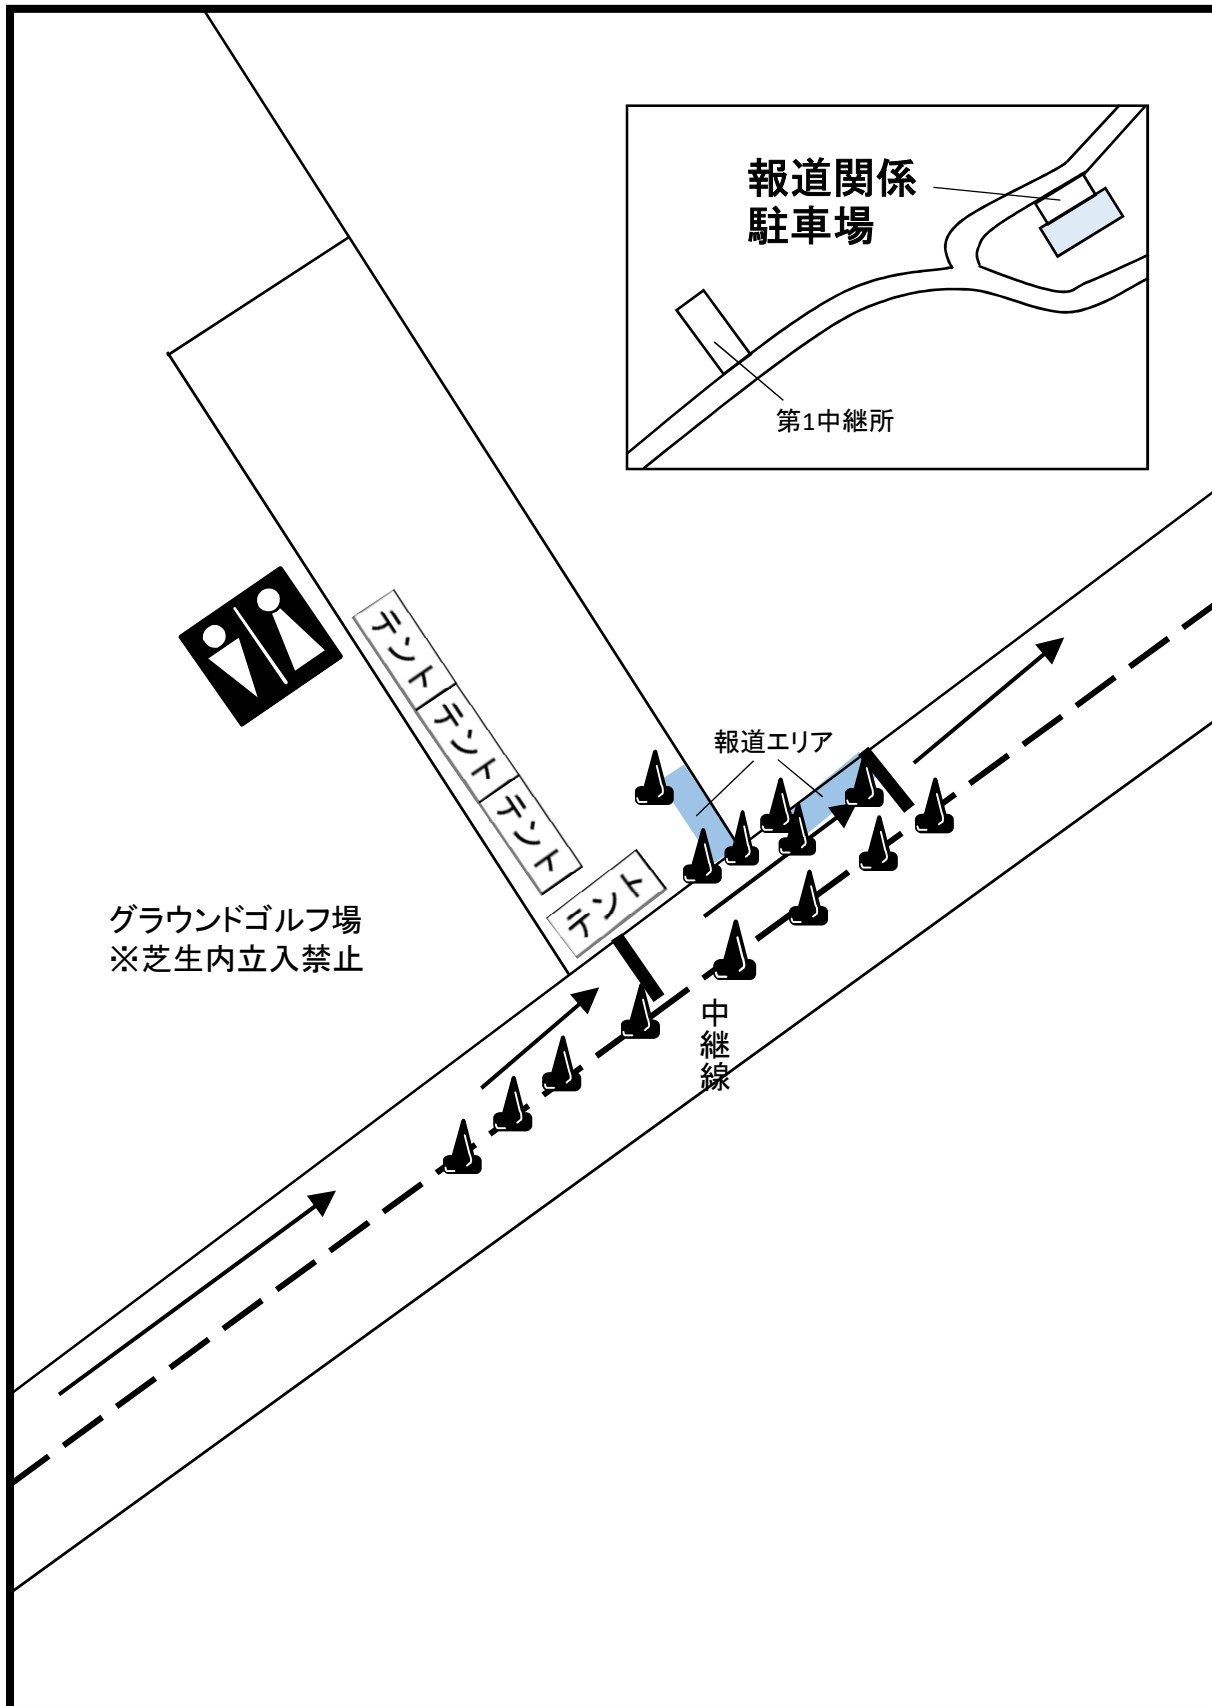 報道関係
駐車場
第1中継所
報道エリア
テント
テント
テント
テント
グラウンドゴルフ場
※芝生内立入禁止
中継線